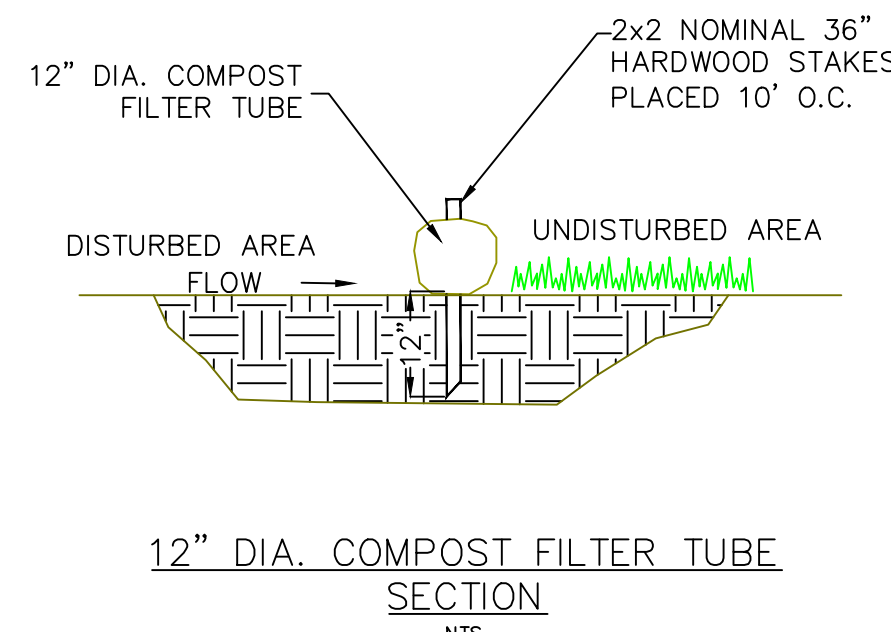 2x2 NOMINAL 36"
HARDWOOD STAKES
PLACED 10' O.C.
12" DIA. COMPOST
FILTER TUBE
DISTURBED AREA
FLOW
UNDISTURBED AREA
12"
12" DIA. COMPOST FILTER TUBE
SECTION
NTS